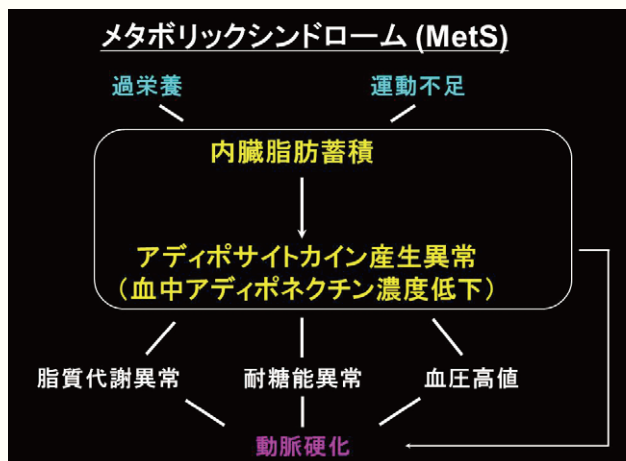 メタボリックシンドローム (MetS)
過栄養 運動不足
内臓脂肪蓄積
アディポサイトカイン産生異常
（血中アディポネクチン濃度低下）
脂質代謝異常 耐糖能異常 血圧高値
動脈硬化